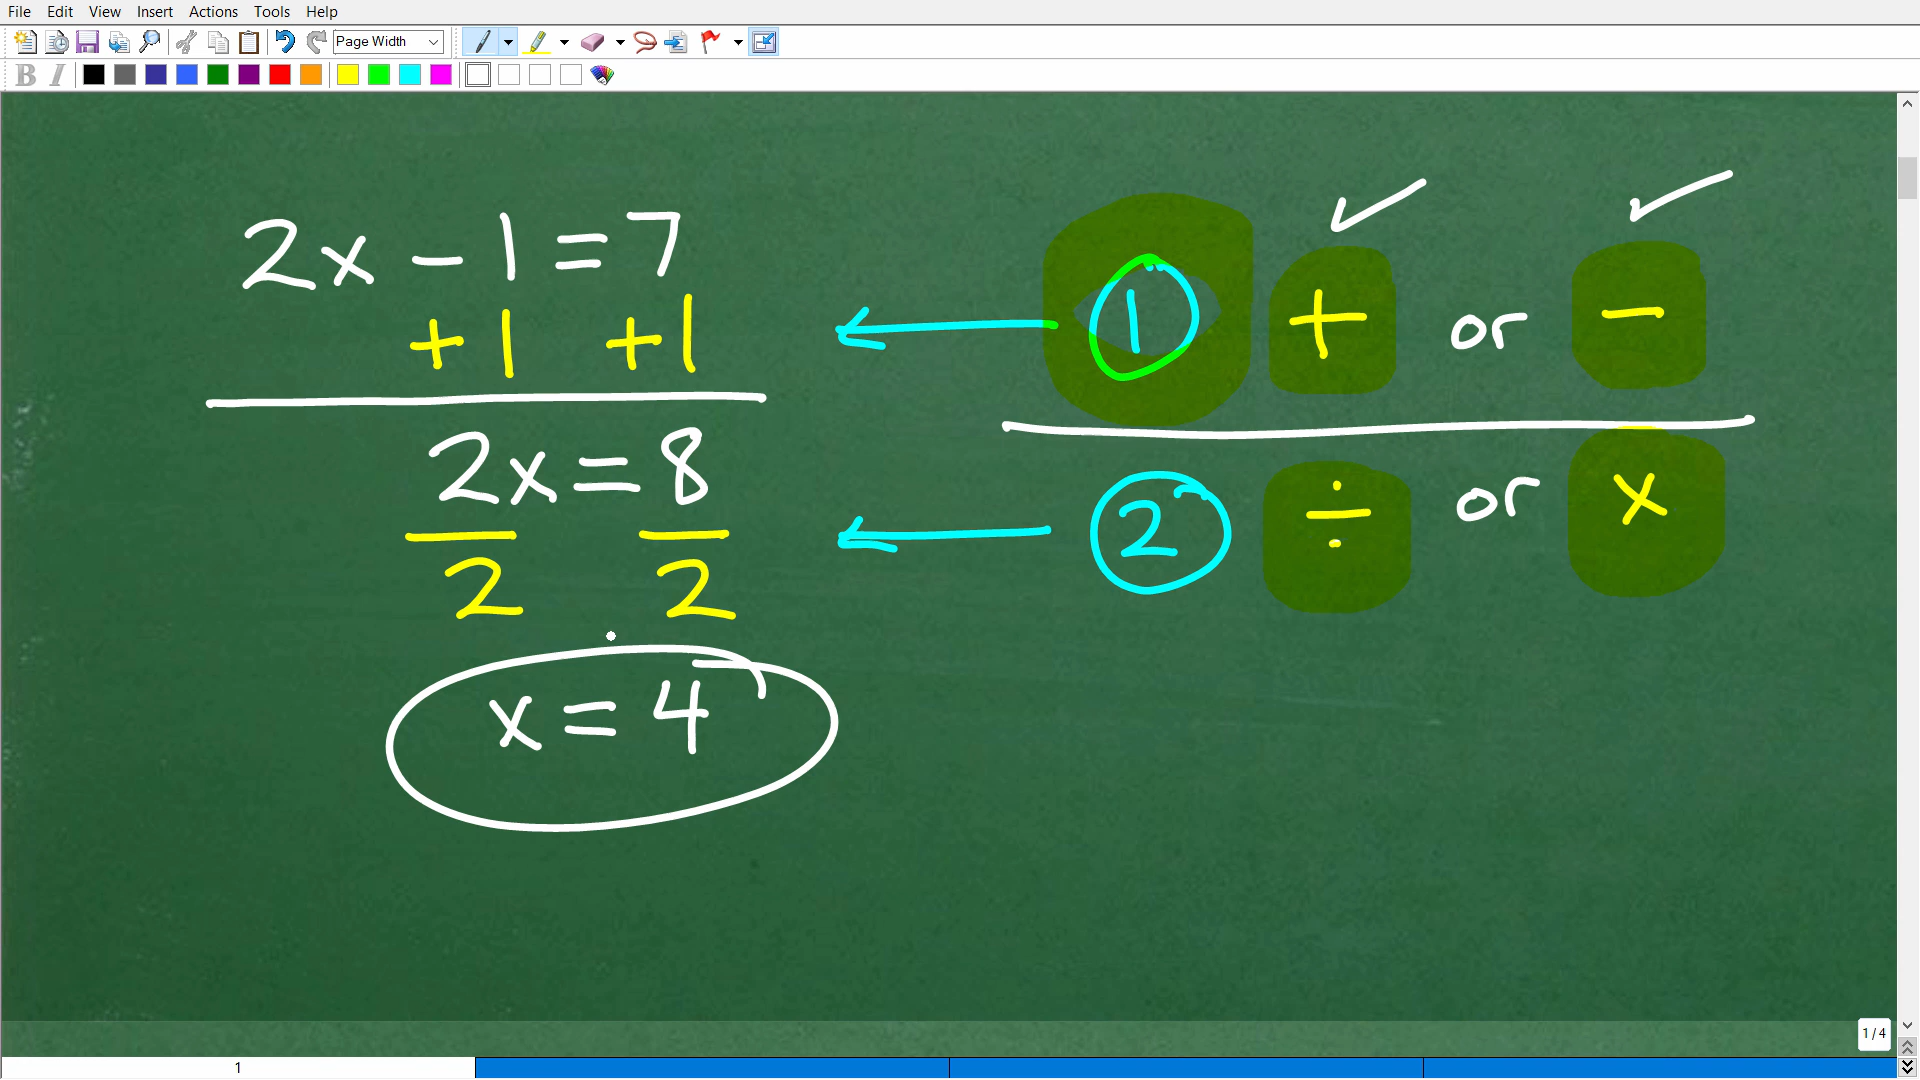 File Edit View Insert Actions Tools Help
Page Width
B I
2x - 1 = 7
+1 +1
2x = 8
2 2
x = 4
1 + or -
2 ÷ or x
1 / 4
1